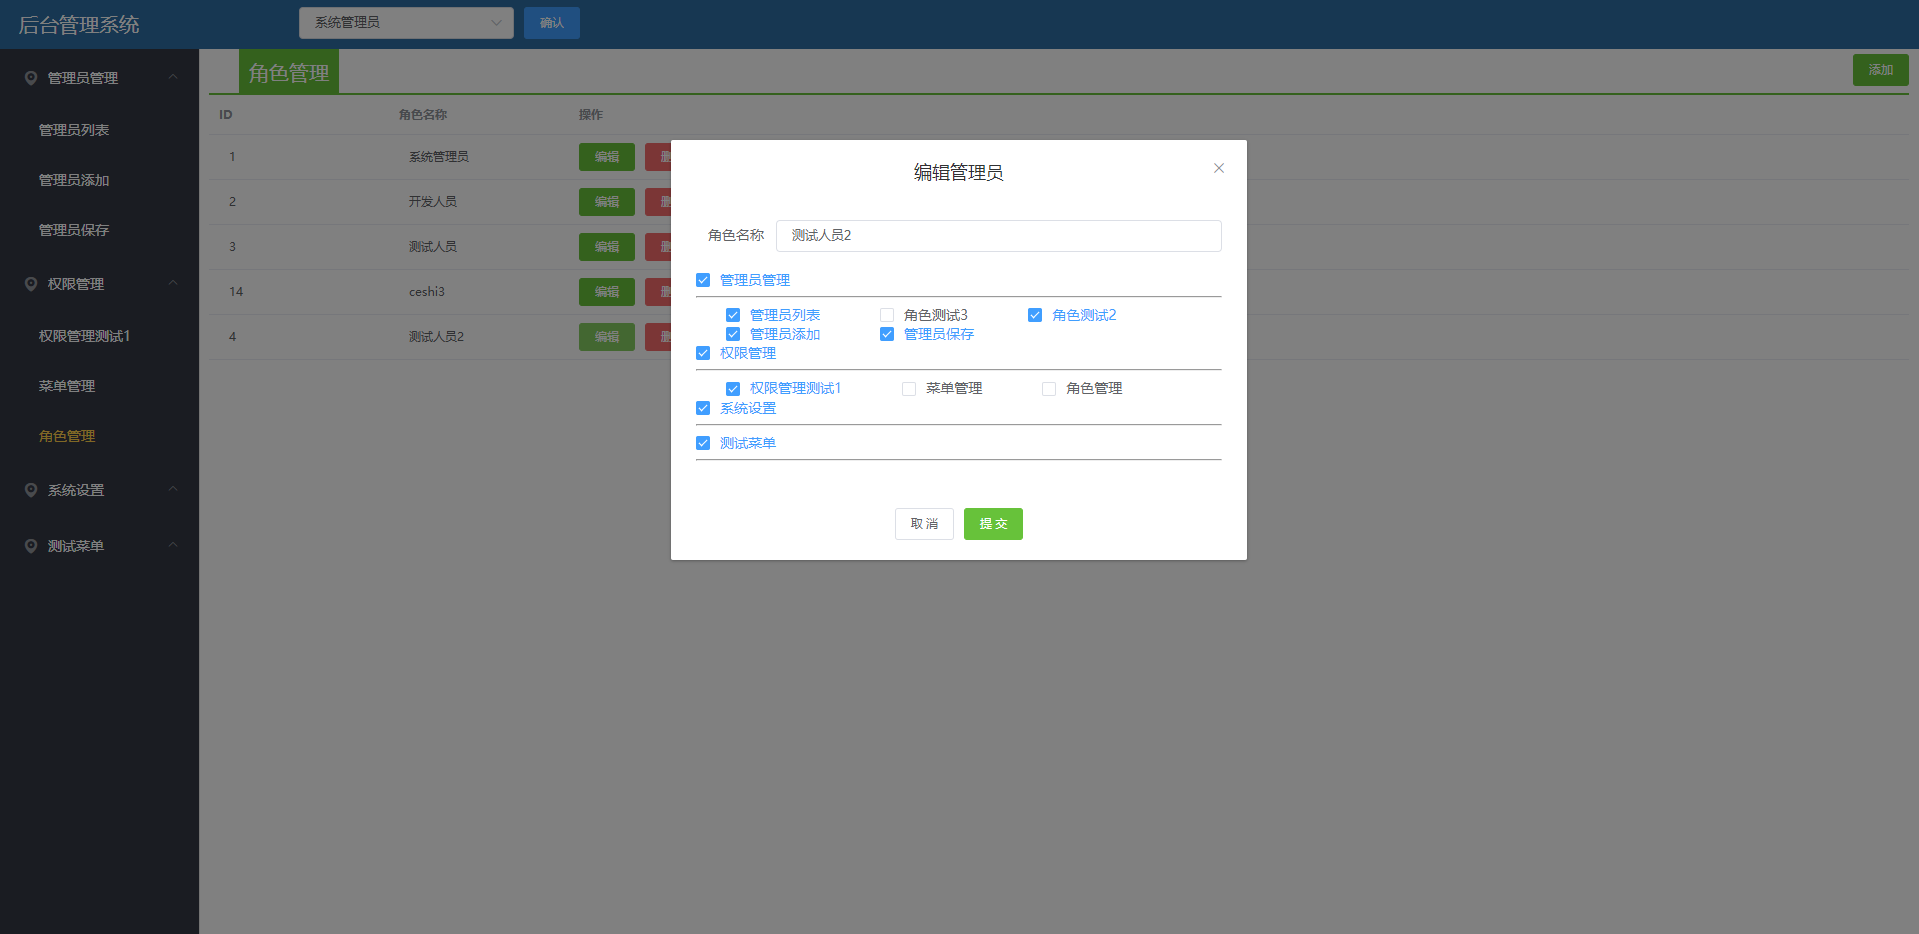 后台管理系统
系统管理员
确认
管理员管理
管理员列表
管理员添加
管理员保存
权限管理
权限管理测试1
菜单管理
角色管理
系统设置
测试菜单
角色管理
添加
ID 角色名称 操作
1 系统管理员 编辑
2 开发人员 编辑
3 测试人员 编辑
14 ceshi3 编辑
4 测试人员2 编辑
编辑管理员
角色名称 测试人员2
管理员管理
管理员列表 角色测试3 角色测试2
管理员添加 管理员保存
权限管理
权限管理测试1 菜单管理 角色管理
系统设置
测试菜单
取消 提交